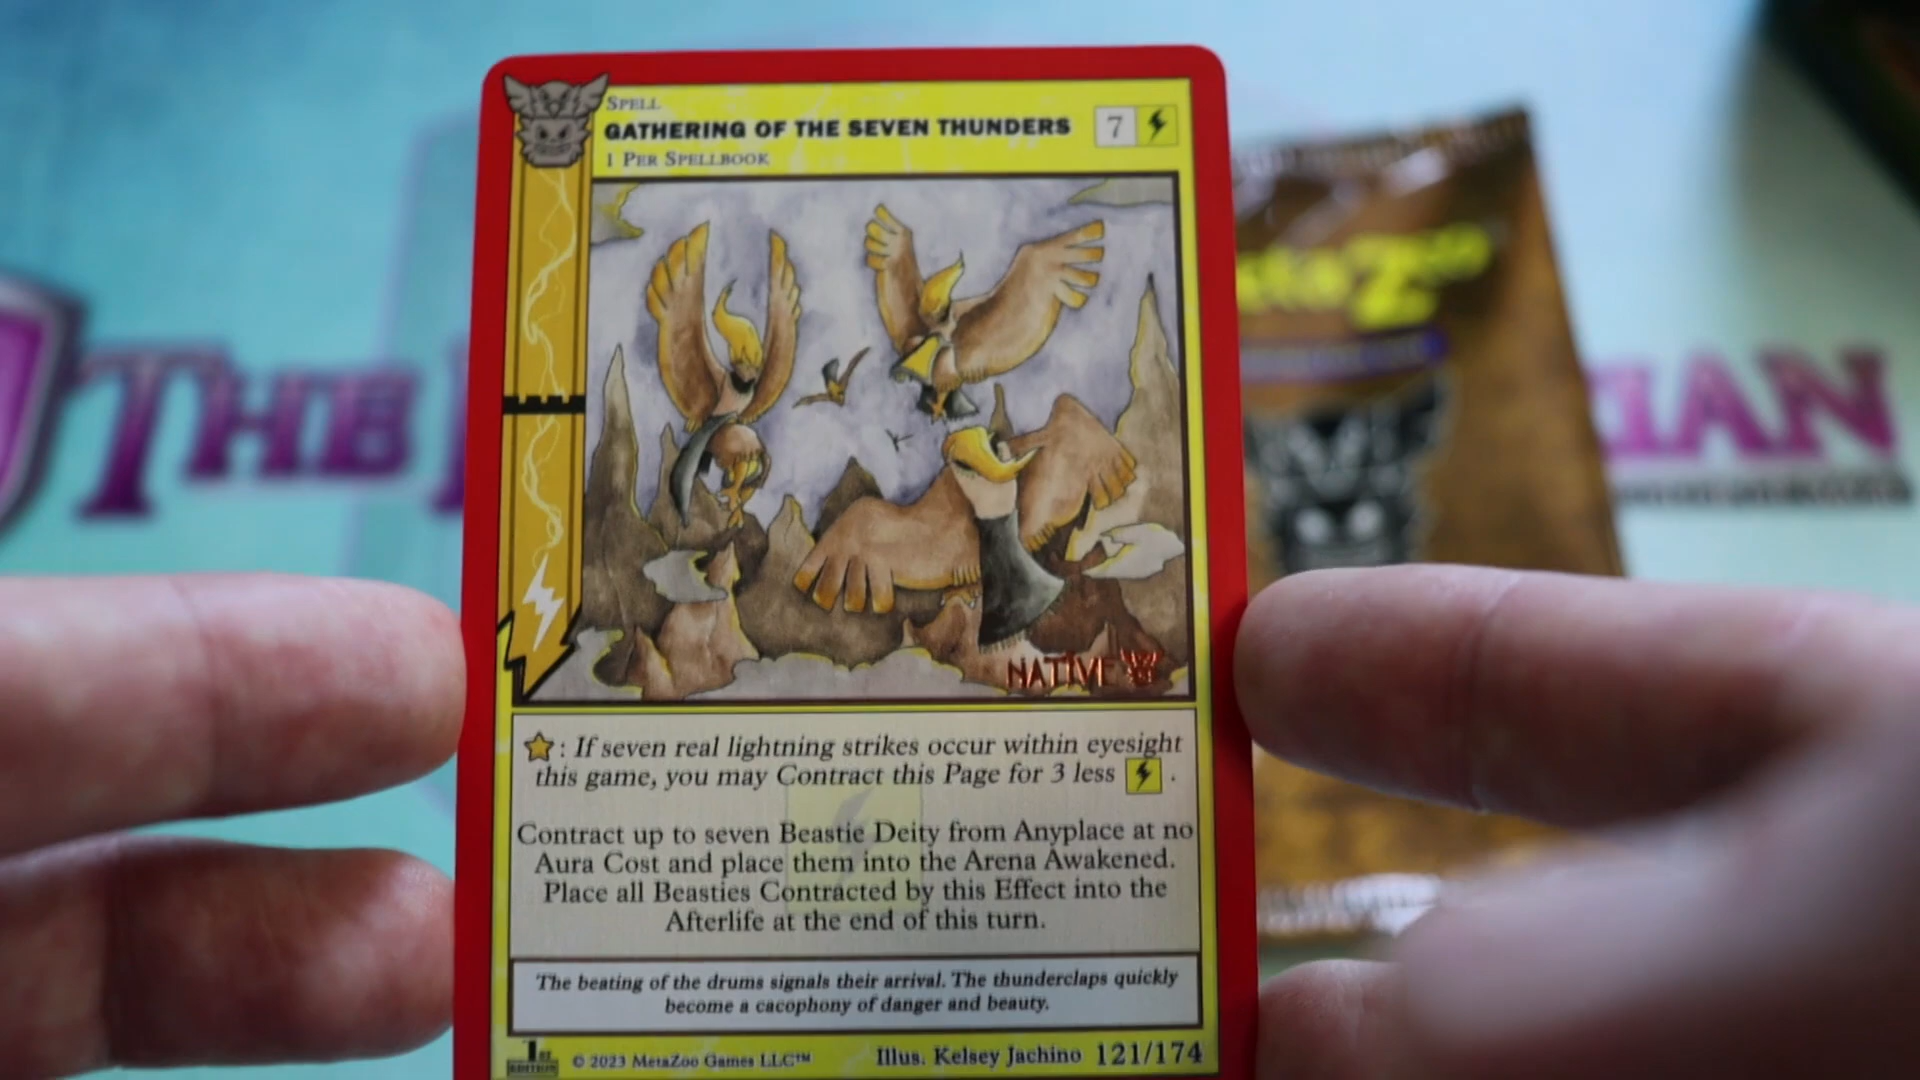 SPELL
GATHERING OF THE SEVEN THUNDERS
7
1 PER SPELLBOOK
THE
NATIVE
: If seven real lightning strikes occur within eyesight
this game, you may Contract this Page for 3 less .
Contract up to seven Beastie Deity from Anyplace at no
Aura Cost and place them into the Arena Awakened.
Place all Beasties Contracted by this Effect into the
Afterlife at the end of this turn.
The beating of the drums signals their arrival. The thunderclaps quickly
become a cacophony of danger and beauty.
1st EDITION © 2023 MetaZoo Games LLC™ Illus. Kelsey Jachino 121/174